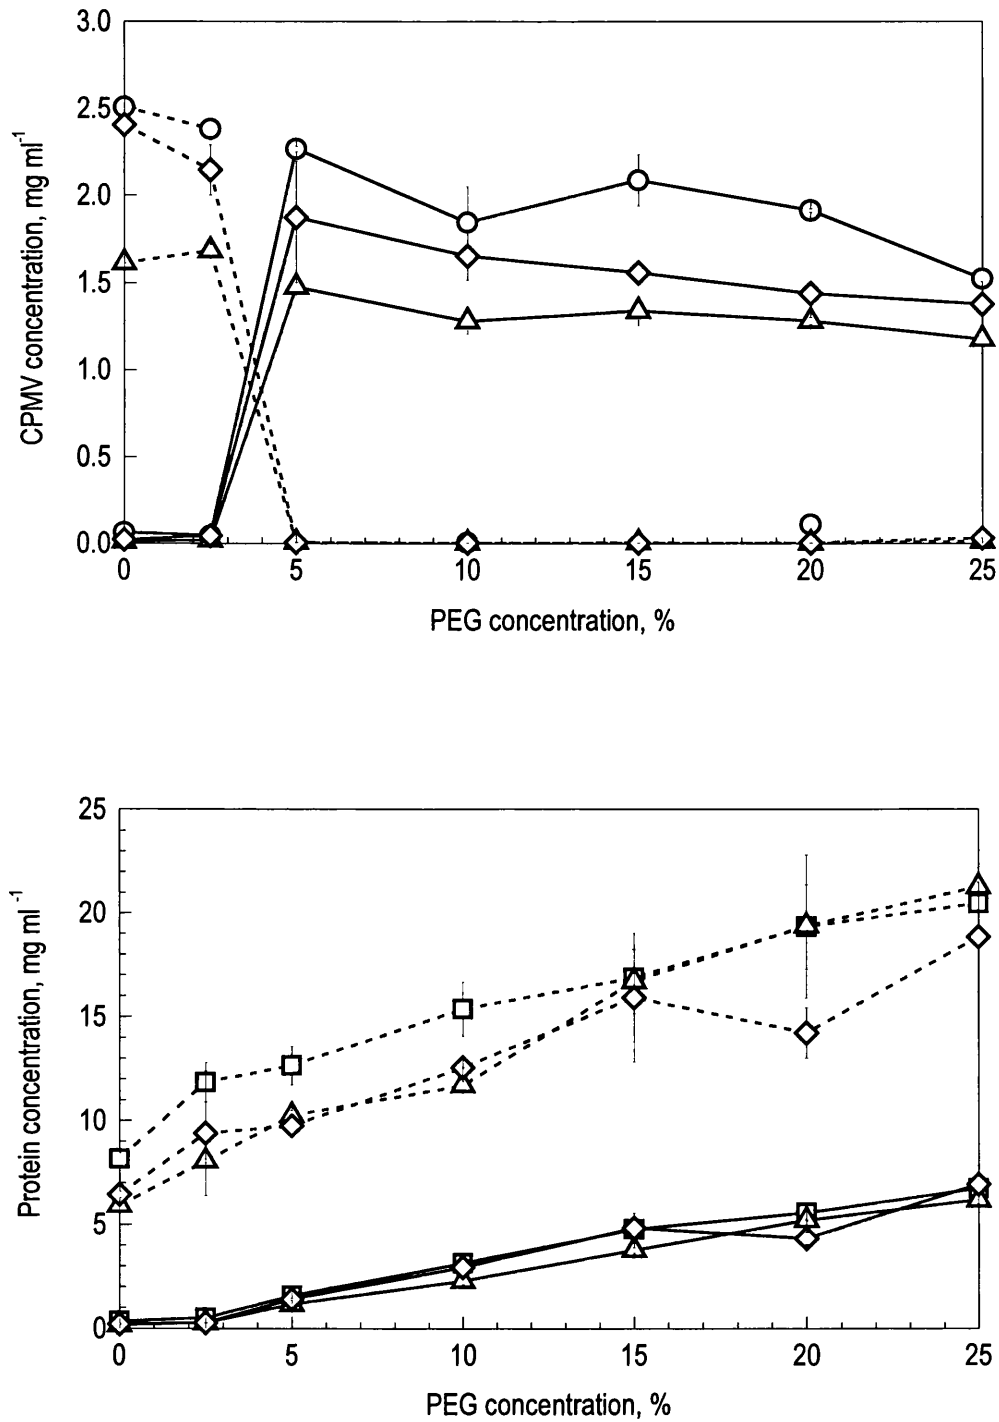 3.0
2.5
2.0
1.5
1.0
0.5
0.0
CPMV concentration, mg ml⁻¹
0 5 10 15 20 25
PEG concentration, %
25
20
15
10
5
0
Protein concentration, mg ml⁻¹
0 5 10 15 20 25
PEG concentration, %